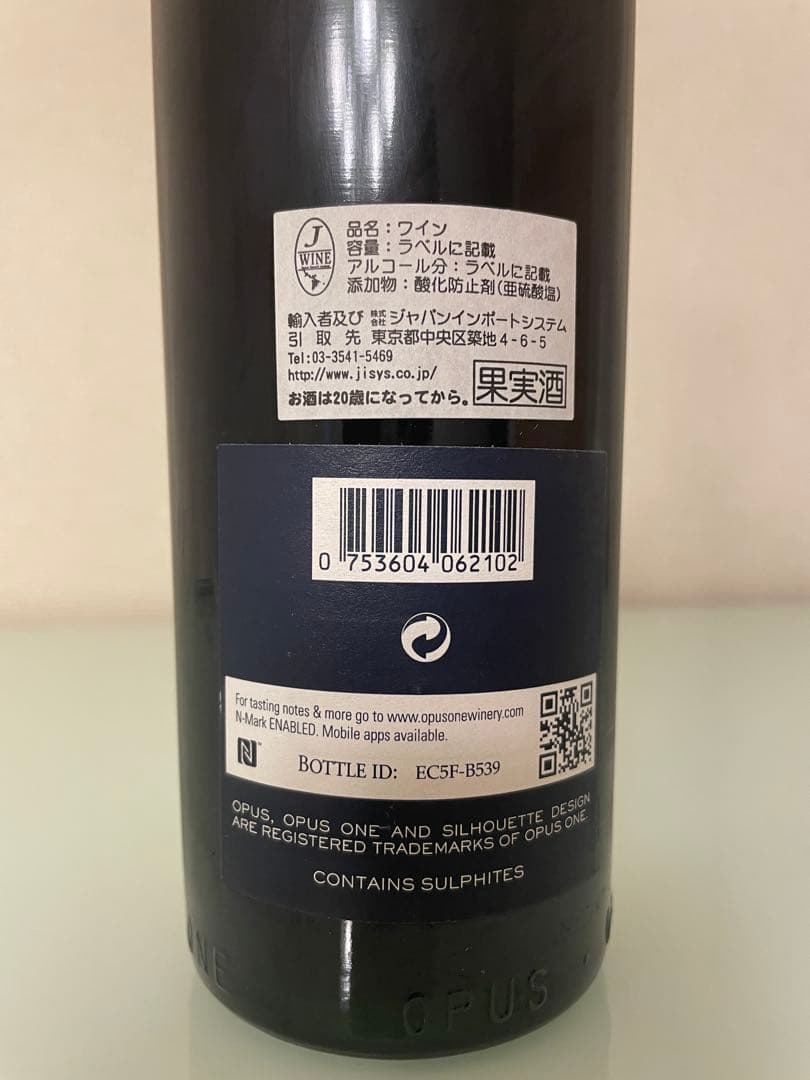 J
WINE
品名：ワイン
容量：ラベルに記載
アルコール分：ラベルに記載
添加物：酸化防止剤(亜硫酸塩)
輸入者及び 株式会社 ジャパンインポートシステム
引取先 東京都中央区築地4-6-5
Tel:03-3541-5469
http://www.jisys.co.jp/
お酒は20歳になってから。
果実酒
0 753604 062102
For tasting notes & more go to www.opusonewinery.com
N-Mark ENABLED. Mobile apps available.
N™
BOTTLE ID: EC5F-B539
OPUS, OPUS ONE AND SILHOUETTE DESIGN
ARE REGISTERED TRADEMARKS OF OPUS ONE.
CONTAINS SULPHITES
ONE
OPUS